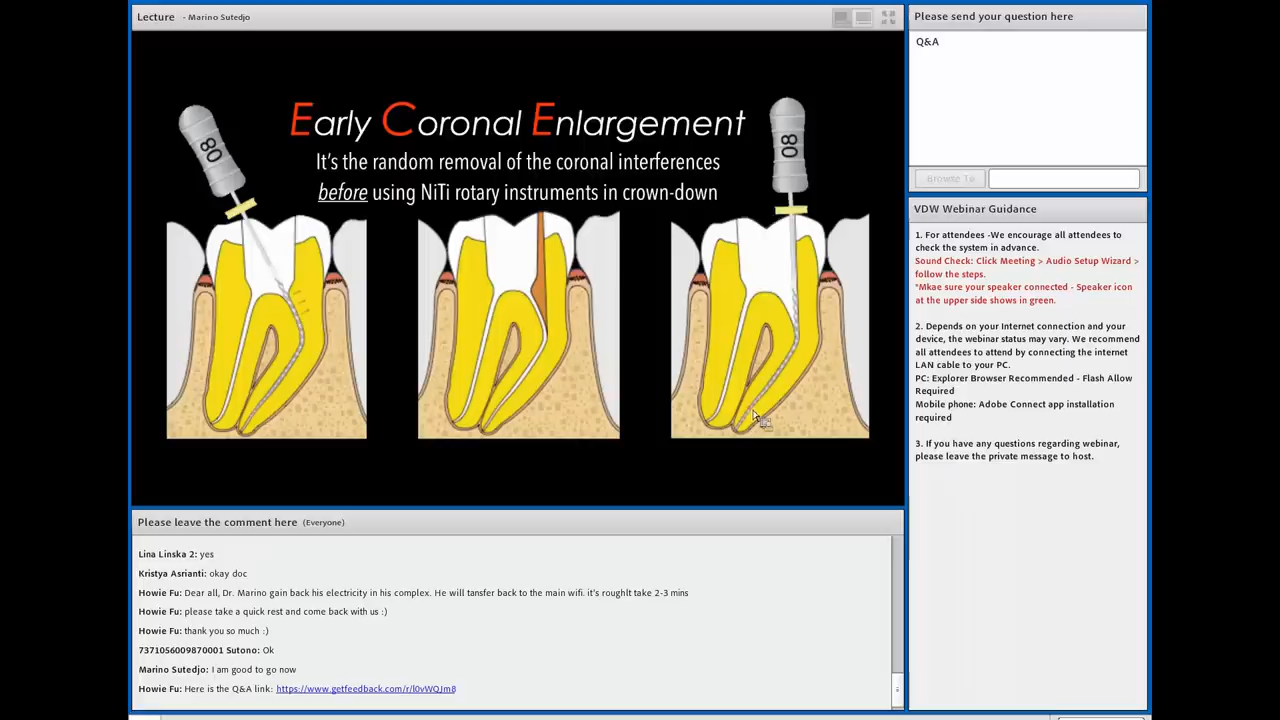 Lecture - Marino Sutedjo
Early Coronal Enlargement
It's the random removal of the coronal interferences
before using NiTi rotary instruments in crown-down
08
08
Please leave the comment here (Everyone)
Lina Linska 2: yes
Kristya Asrianti: okay doc
Howie Fu: Dear all, Dr. Marino gain back his electricity in his complex. He will tansfer back to the main wifi. it's roughlt take 2-3 mins
Howie Fu: please take a quick rest and come back with us :)
Howie Fu: thank you so much :)
7371056009870001 Sutono: Ok
Marino Sutedjo: I am good to go now
Howie Fu: Here is the Q&A link: https://www.getfeedback.com/r/l0vWQJm8
Please send your question here
Q&A
Browse To
VDW Webinar Guidance
1. For attendees -We encourage all attendees to
check the system in advance.
Sound Check: Click Meeting > Audio Setup Wizard >
follow the steps.
*Mkae sure your speaker connected - Speaker icon
at the upper side shows in green.
2. Depends on your Internet connection and your
device, the webinar status may vary. We recommend
all attendees to attend by connecting the internet
LAN cable to your PC.
PC: Explorer Browser Recommended - Flash Allow
Required
Mobile phone: Adobe Connect app installation
required
3. If you have any questions regarding webinar,
please leave the private message to host.